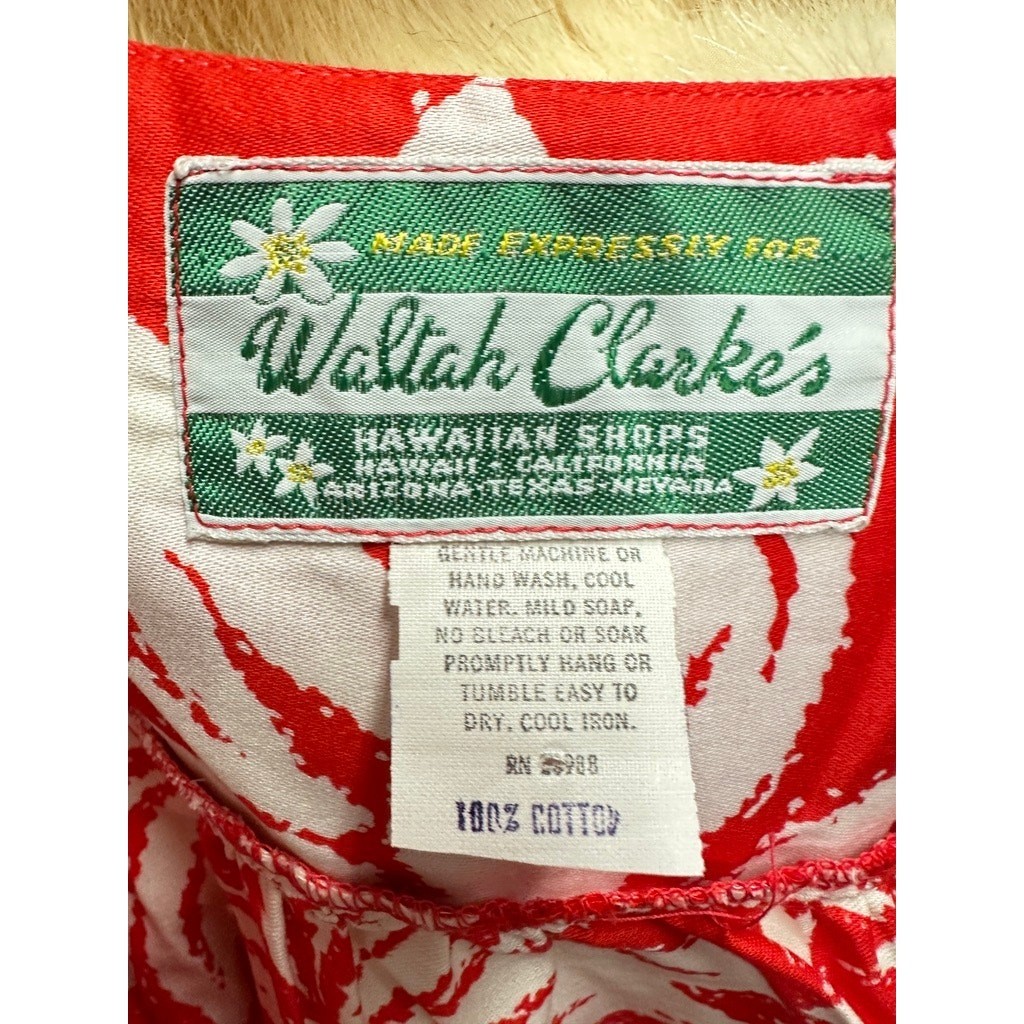 MADE EXPRESSLY FOR
Waltah Clarke's
HAWAIIAN SHOPS
HAWAII • CALIFORNIA
ARIZONA • TEXAS • NEVADA
GENTLE MACHINE OR
HAND WASH, COOL
WATER. MILD SOAP,
NO BLEACH OR SOAK
PROMPTLY HANG OR
TUMBLE EASY TO
DRY. COOL IRON.
RN
100% COTTON